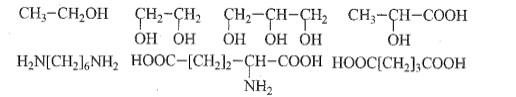 CH₃–CH₂OH CH₂–CH₂ CH₂–CH–CH₂ CH₃–CH–COOH
OH OH OH OH OH OH
H₂N[CH₂]₆NH₂ HOOC–[CH₂]₂–CH–COOH HOOC[CH₂]₃COOH
NH₂